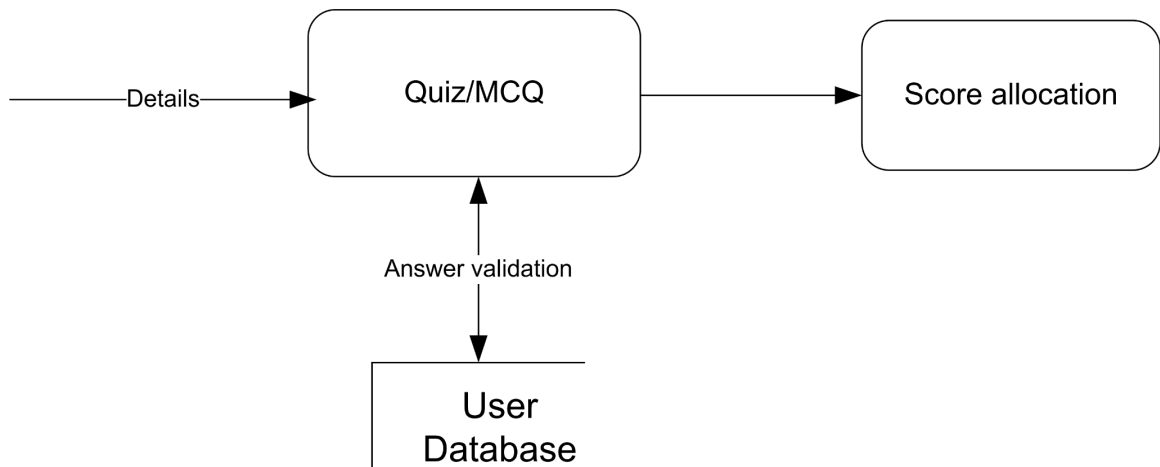 Details
Quiz/MCQ
Score allocation
Answer validation
User
Database